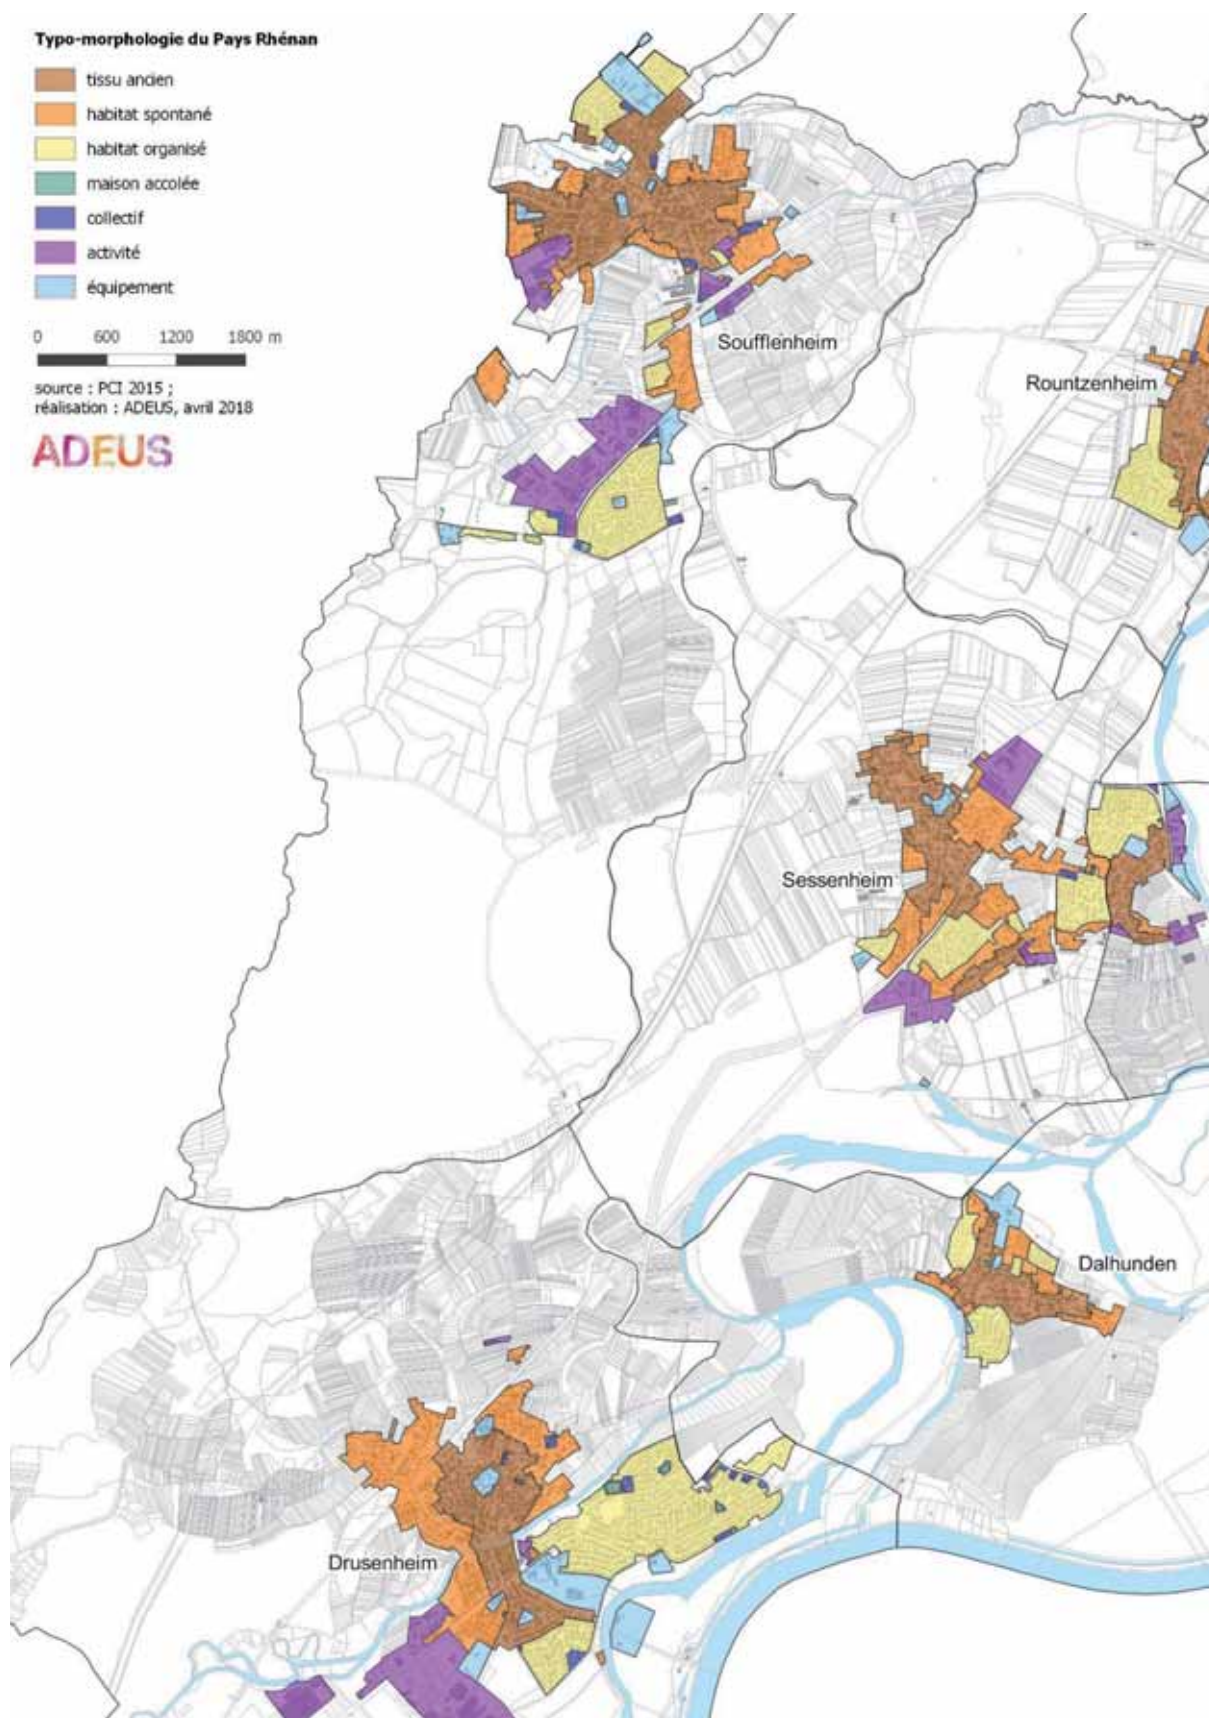 Typo-morphologie du Pays Rhénan
tissu ancien
habitat spontané
habitat organisé
maison accolée
collectif
activité
équipement
0 600 1200 1800 m
source : PCI 2015 ;
réalisation : ADEUS, avril 2018
ADEUS
Soufflenheim
Rountzenheim
Sessenheim
Dalhunden
Drusenheim